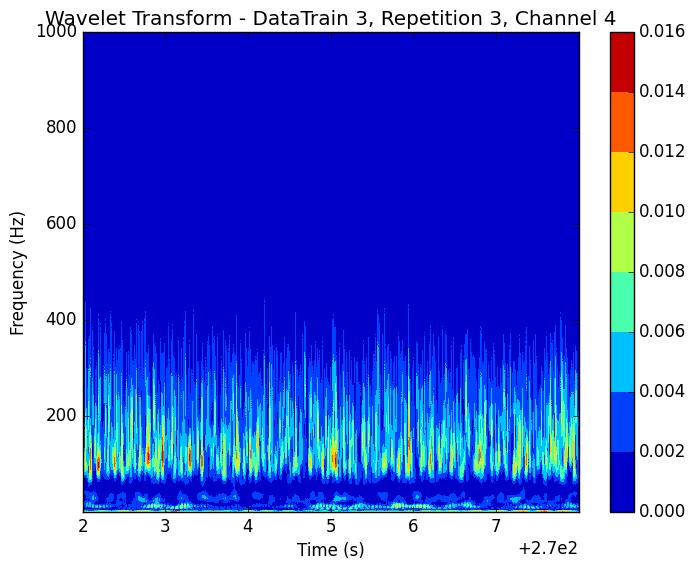 Wavelet Transform - DataTrain 3, Repetition 3, Channel 4
1000
800
600
400
200
Frequency (Hz)
2 3 4 5 6 7
Time (s)
+2.7e2
0.016
0.014
0.012
0.010
0.008
0.006
0.004
0.002
0.000